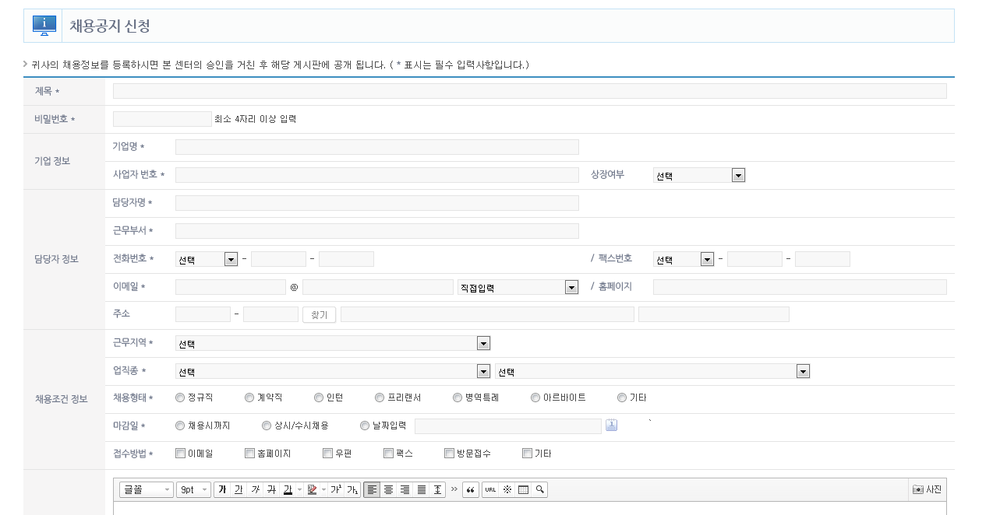 채용공지 신청
귀사의 채용정보를 등록하시면 본 센터의 승인을 거친 후 해당 게시판에 공개 됩니다. ( * 표시는 필수 입력사항입니다.)
제목 *
비밀번호 * 최소 4자리 이상 입력
기업 정보
기업명 *
사업자 번호 * 상장여부 선택
담당자 정보
담당자명 *
근무부서 *
전화번호 * 선택 - - / 팩스번호 선택 - -
이메일 * @ 직접입력 / 홈페이지
주소 - 찾기
채용조건 정보
근무지역 * 선택
업직종 * 선택 선택
채용형태 * 정규직 계약직 인턴 프리랜서 병역특례 아르바이트 기타
마감일 * 채용시까지 상시/수시채용 날짜입력 `
접수방법 * 이메일 홈페이지 우편 팩스 방문접수 기타
글꼴 9pt 가 가 가 가 가 가¹ 가₁ » “ URL ※ 사진